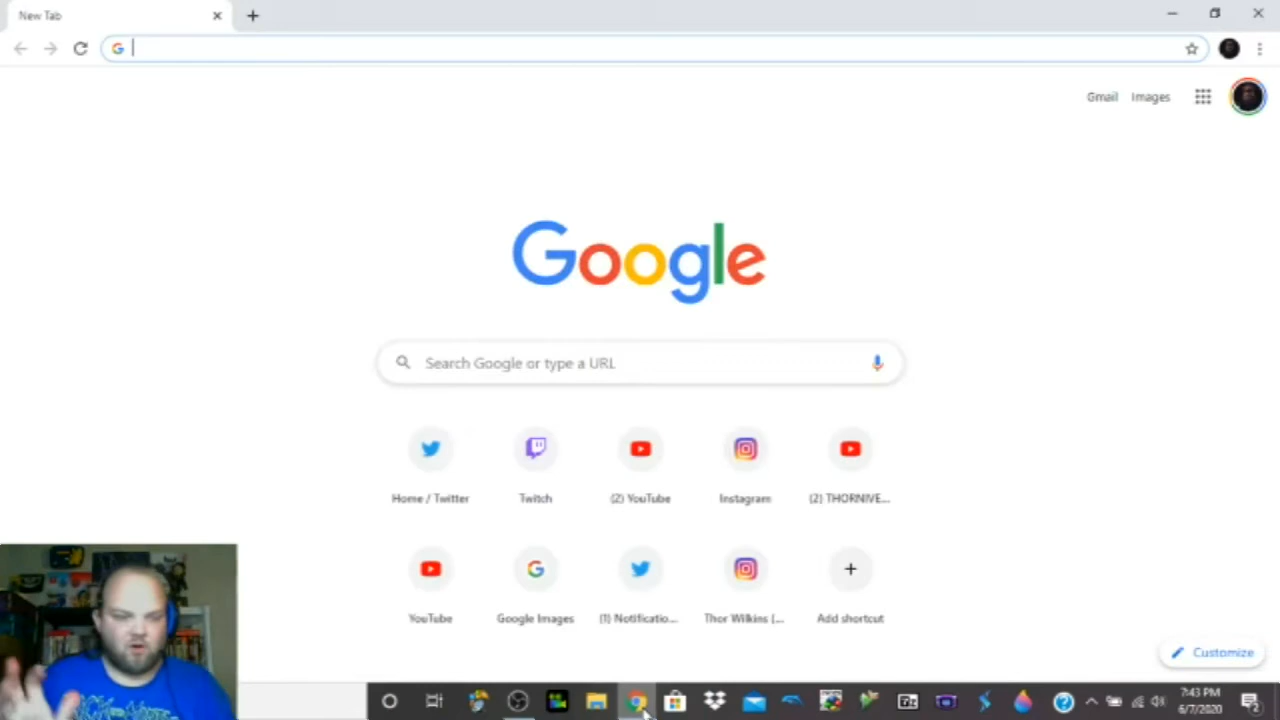 New Tab
Gmail Images
Google
Search Google or type a URL
Home / Twitter Twitch (2) YouTube Instagram (2) THORNIVE...
YouTube Google Images (1) Notificatio... Thor Wilkins (... Add shortcut
Customize
7:43 PM
6/7/2020
2